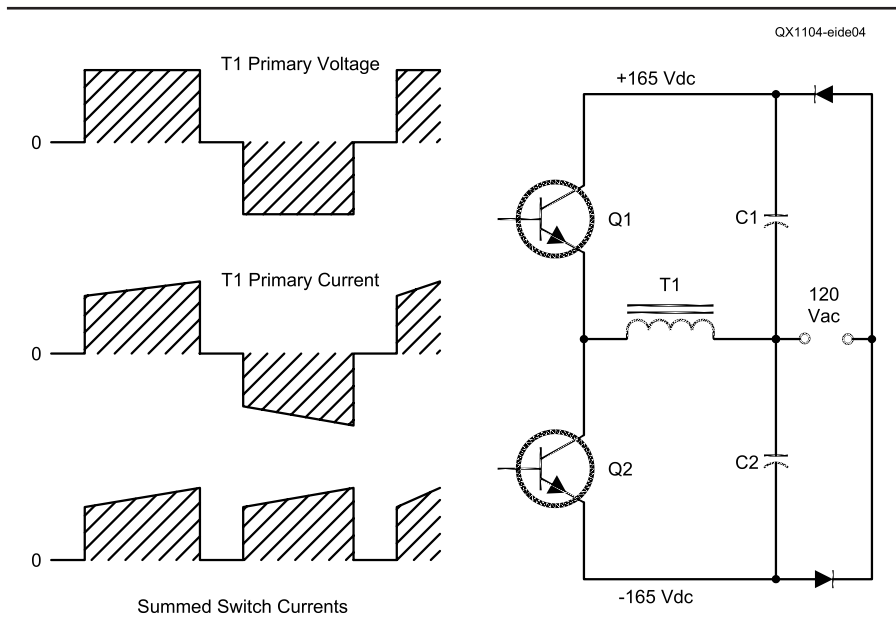 QX1104-eide04
T1 Primary Voltage
0
T1 Primary Current
0
0
Summed Switch Currents
+165 Vdc
Q1
C1
T1
120
Vac
Q2
C2
-165 Vdc